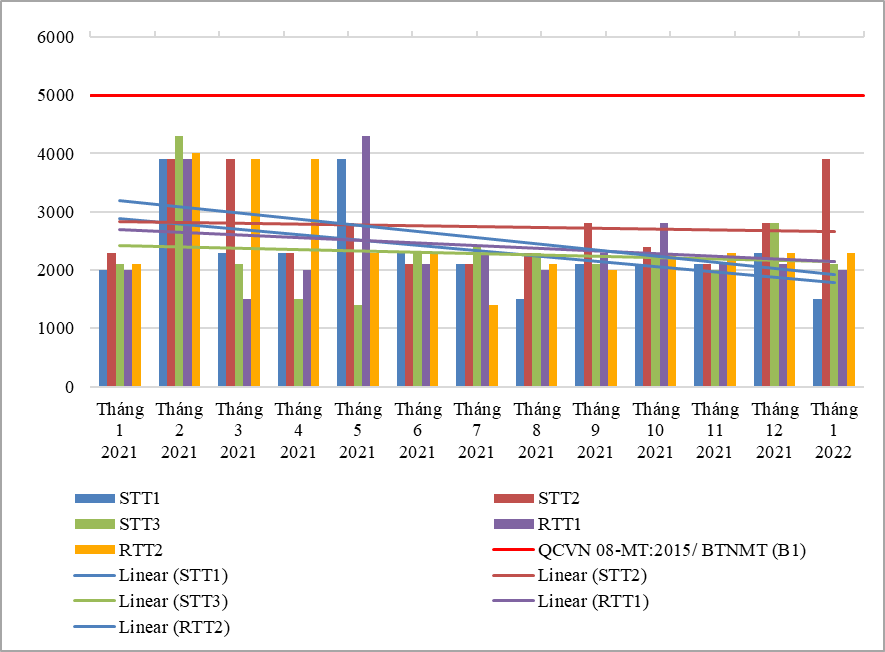 6000
5000
4000
3000
2000
1000
0
Tháng Tháng Tháng Tháng Tháng Tháng Tháng Tháng Tháng Tháng Tháng Tháng Tháng
1 2 3 4 5 6 7 8 9 10 11 12 1
2021 2021 2021 2021 2021 2021 2021 2021 2021 2021 2021 2021 2022
STT1 STT2
STT3 RTT1
RTT2 QCVN 08-MT:2015/ BTNMT (B1)
Linear (STT1) Linear (STT2)
Linear (STT3) Linear (RTT1)
Linear (RTT2)